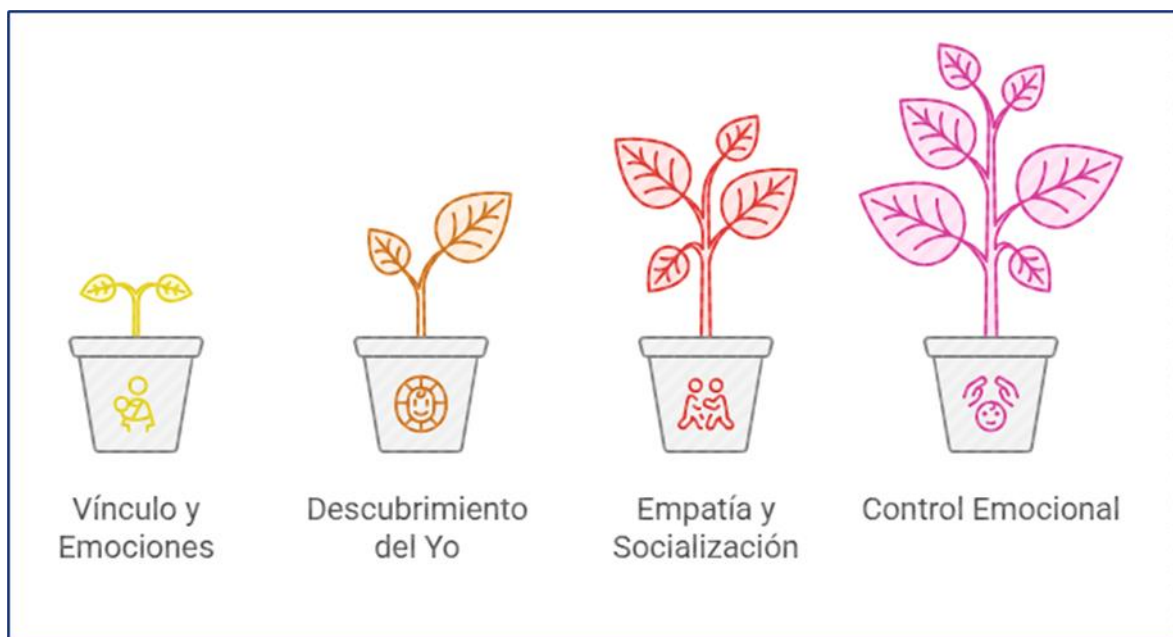 Vínculo y
Emociones
Descubrimiento
del Yo
Empatía y
Socialización
Control Emocional